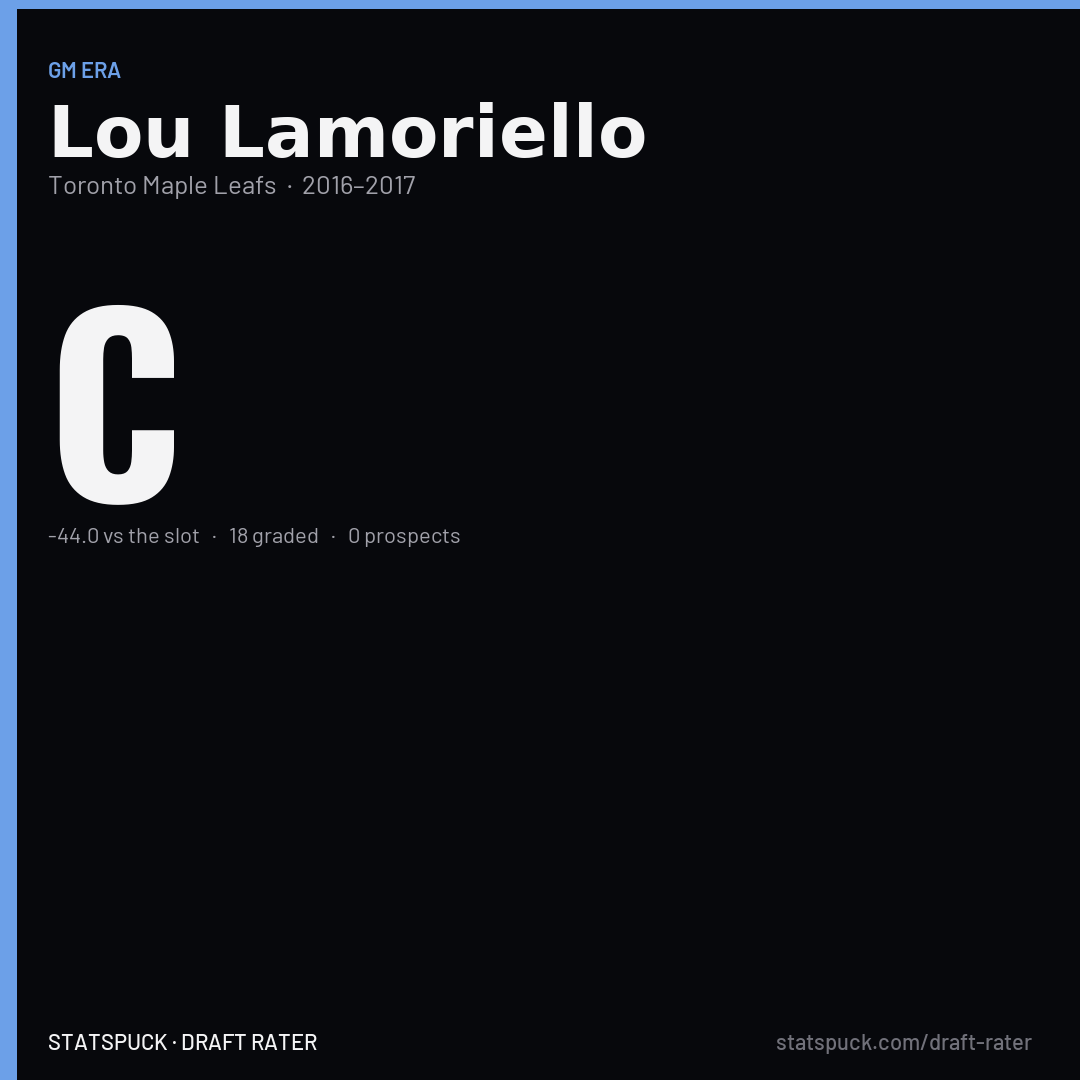 GM ERA
Lou Lamoriello
Toronto Maple Leafs · 2016–2017
C
-44.0 vs the slot · 18 graded · 0 prospects
STATSPUCK · DRAFT RATER
statspuck.com/draft-rater